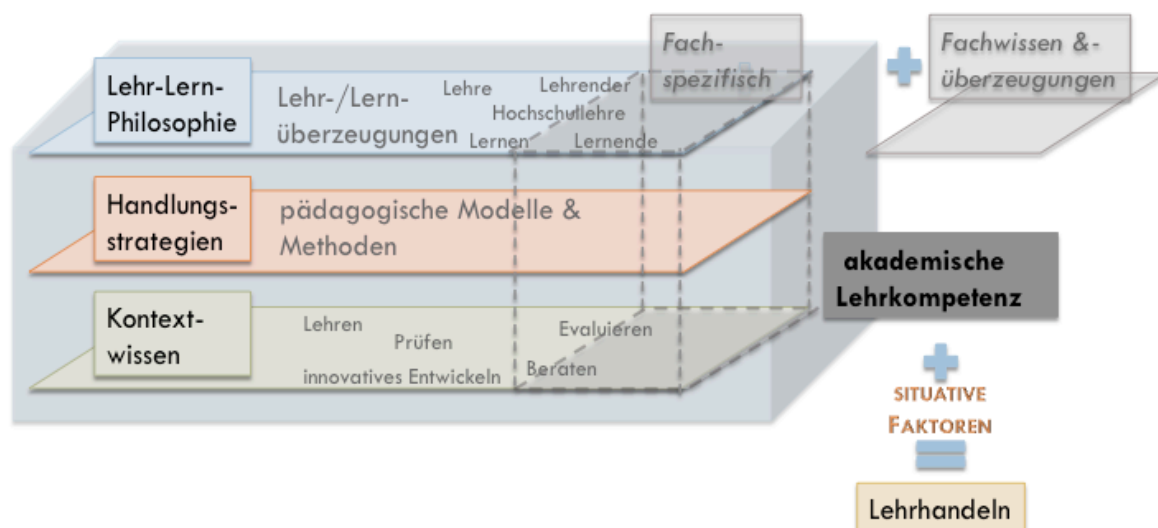 Fach-
spezifisch
Fachwissen &-
überzeugungen
Lehr-Lern-
Philosophie
Lehr-/Lern-
überzeugungen
Lehre
Lehrender
Hochschullehre
Lernen
Lernende
Handlungs-
strategien
pädagogische Modelle &
Methoden
akademische
Lehrkompetenz
Kontext-
wissen
Lehren
Prüfen
Evaluieren
innovatives Entwickeln
Beraten
SITUATIVE
FAKTOREN
Lehrhandeln